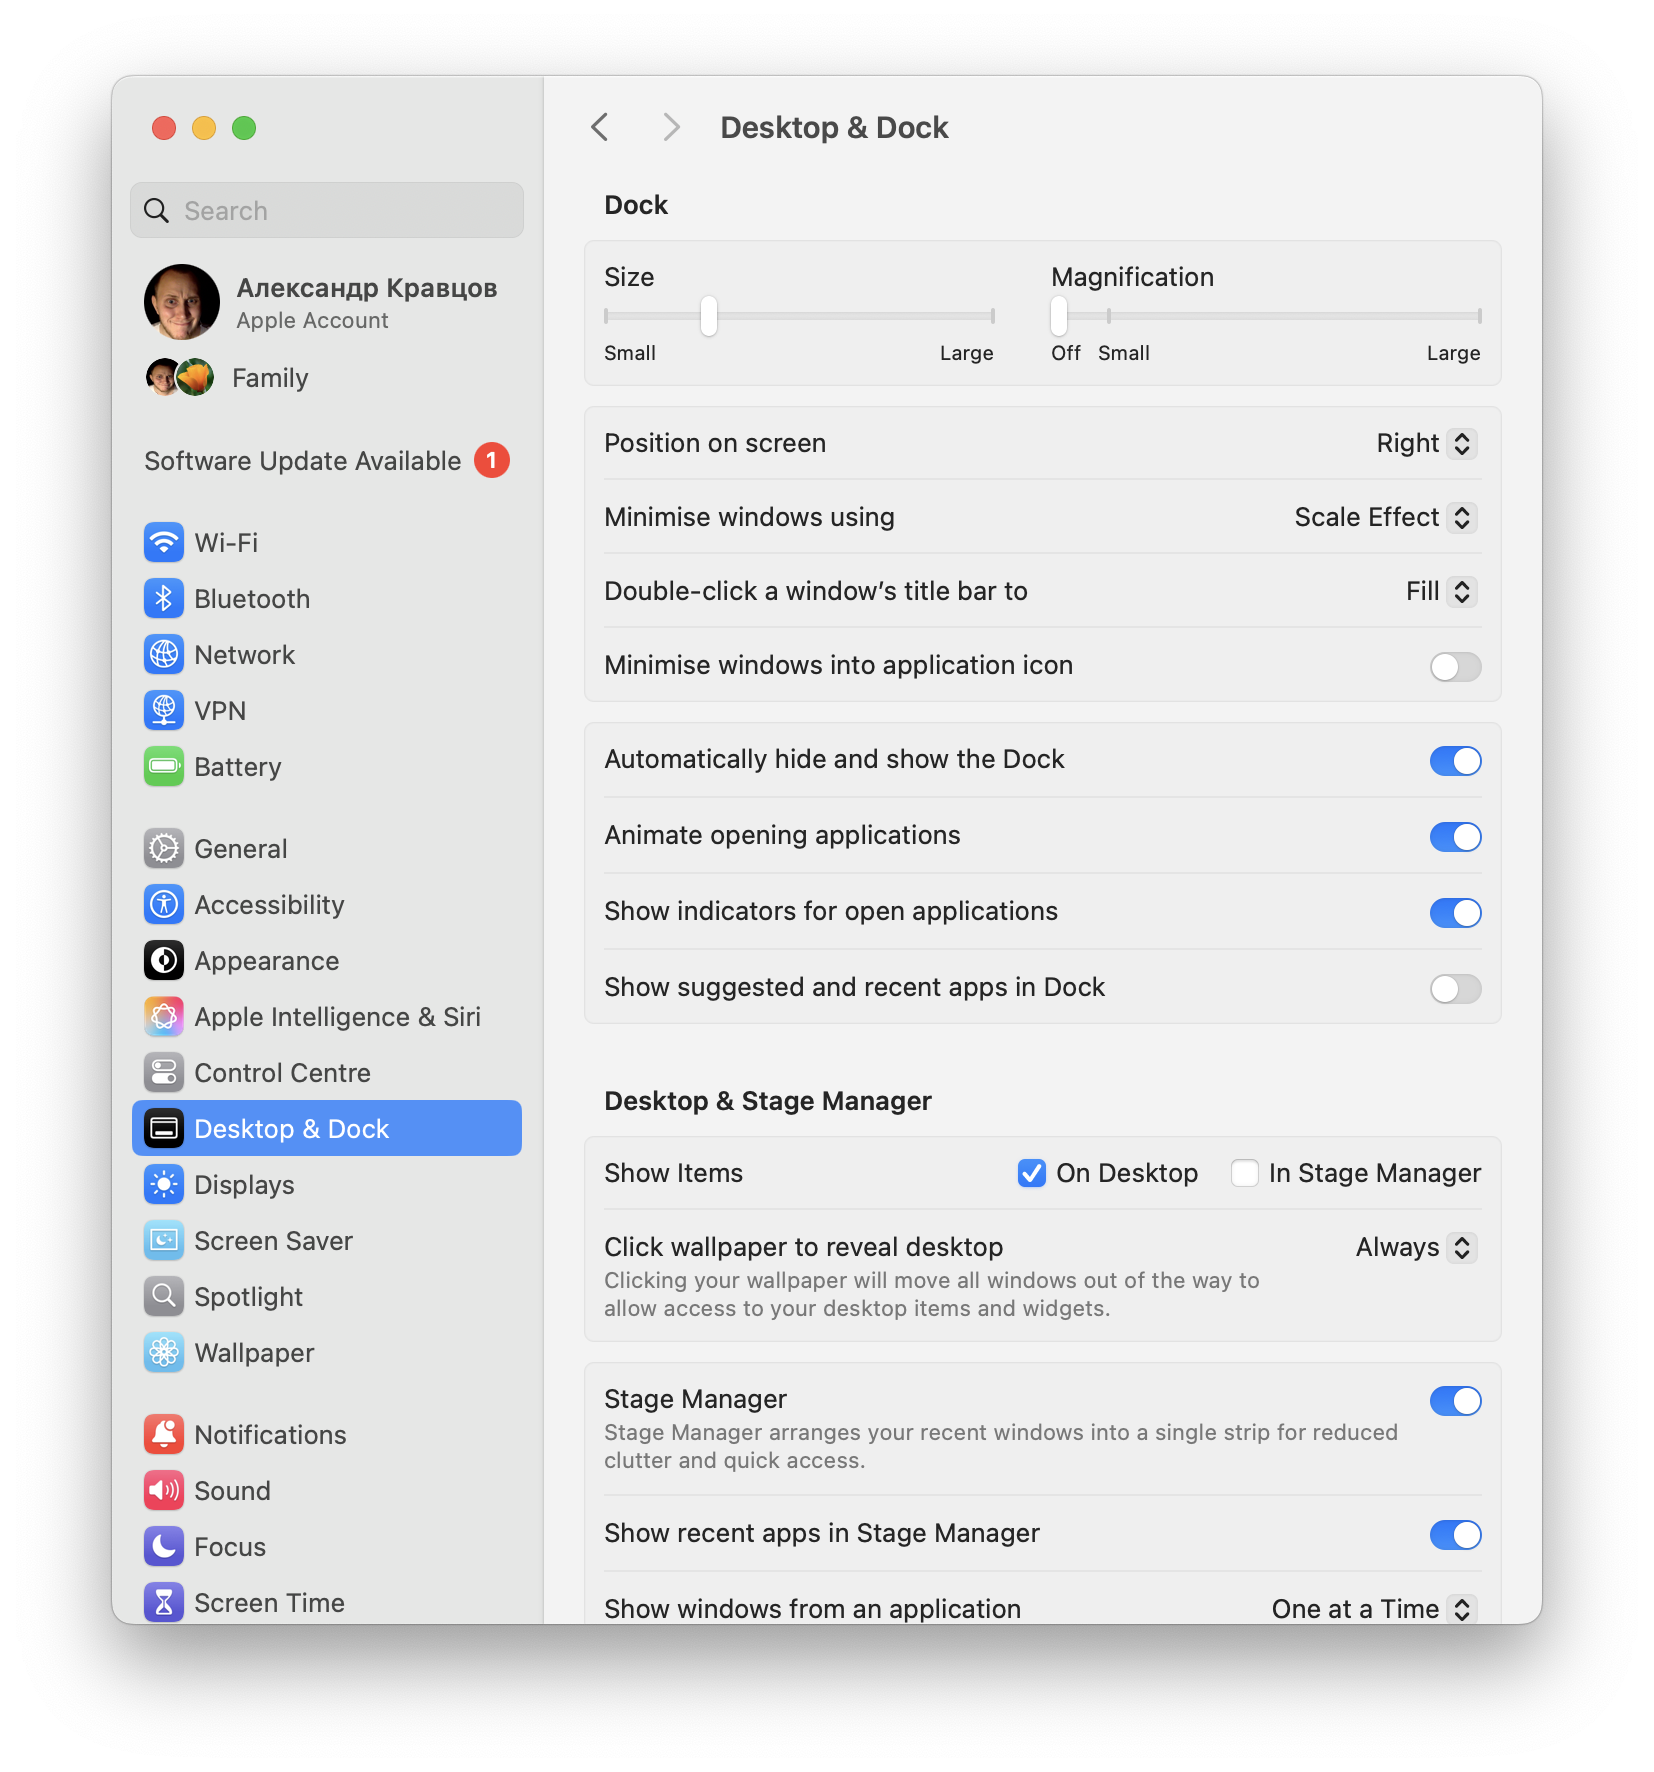 Desktop & Dock
Search
Александр Кравцов
Apple Account
Family
Software Update Available 1
Wi-Fi
Bluetooth
Network
VPN
Battery
General
Accessibility
Appearance
Apple Intelligence & Siri
Control Centre
Desktop & Dock
Displays
Screen Saver
Spotlight
Wallpaper
Notifications
Sound
Focus
Screen Time
Dock
Size
Small Large
Magnification
Off Small Large
Position on screen Right
Minimise windows using Scale Effect
Double-click a window’s title bar to Fill
Minimise windows into application icon
Automatically hide and show the Dock
Animate opening applications
Show indicators for open applications
Show suggested and recent apps in Dock
Desktop & Stage Manager
Show Items On Desktop In Stage Manager
Click wallpaper to reveal desktop Always
Clicking your wallpaper will move all windows out of the way to
allow access to your desktop items and widgets.
Stage Manager
Stage Manager arranges your recent windows into a single strip for reduced
clutter and quick access.
Show recent apps in Stage Manager
Show windows from an application One at a Time